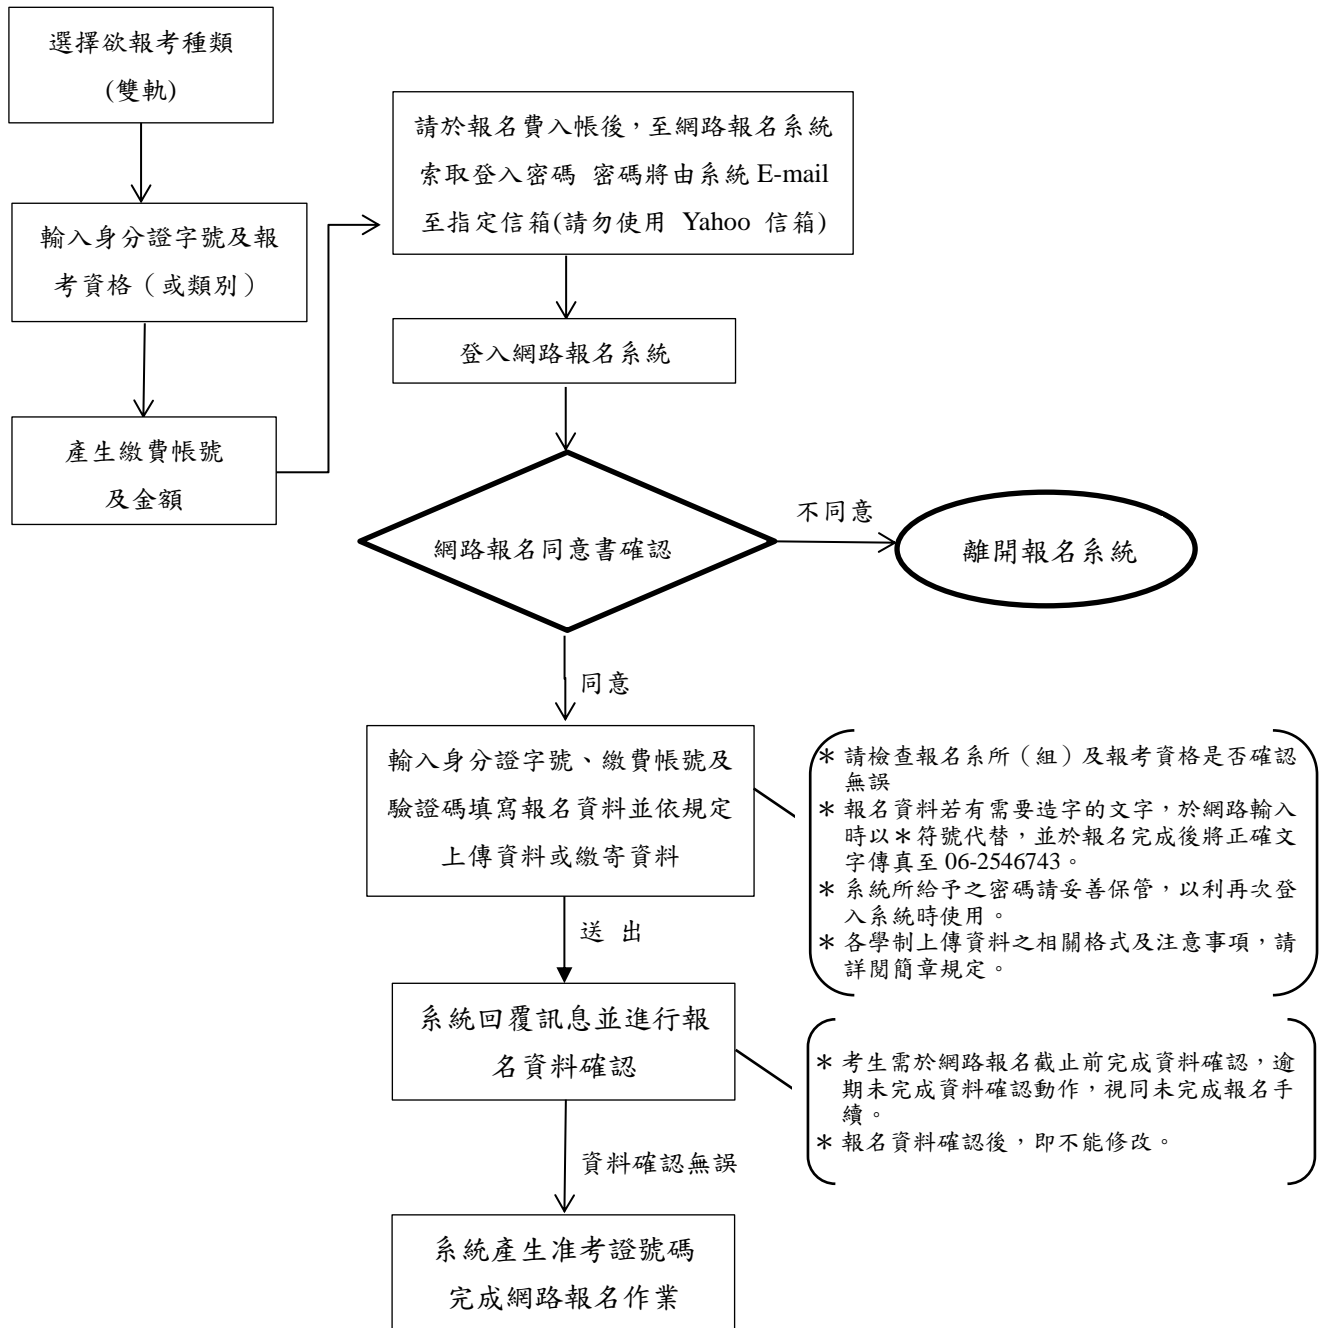 選擇欲報考種類
(雙軌)
輸入身分證字號及報
考資格（或類別）
產生繳費帳號
及金額
請於報名費入帳後，至網路報名系統
索取登入密碼 密碼將由系統 E-mail
至指定信箱(請勿使用 Yahoo 信箱)
登入網路報名系統
網路報名同意書確認
不同意
離開報名系統
同意
輸入身分證字號、繳費帳號及
驗證碼填寫報名資料並依規定
上傳資料或繳寄資料
＊請檢查報名系所（組）及報考資格是否確認
無誤
＊報名資料若有需要造字的文字，於網路輸入
時以＊符號代替，並於報名完成後將正確文
字傳真至 06-2546743。
＊系統所給予之密碼請妥善保管，以利再次登
入系統時使用。
＊各學制上傳資料之相關格式及注意事項，請
詳閱簡章規定。
送 出
系統回覆訊息並進行報
名資料確認
＊考生需於網路報名截止前完成資料確認，逾
期未完成資料確認動作，視同未完成報名手
續。
＊報名資料確認後，即不能修改。
資料確認無誤
系統產生准考證號碼
完成網路報名作業